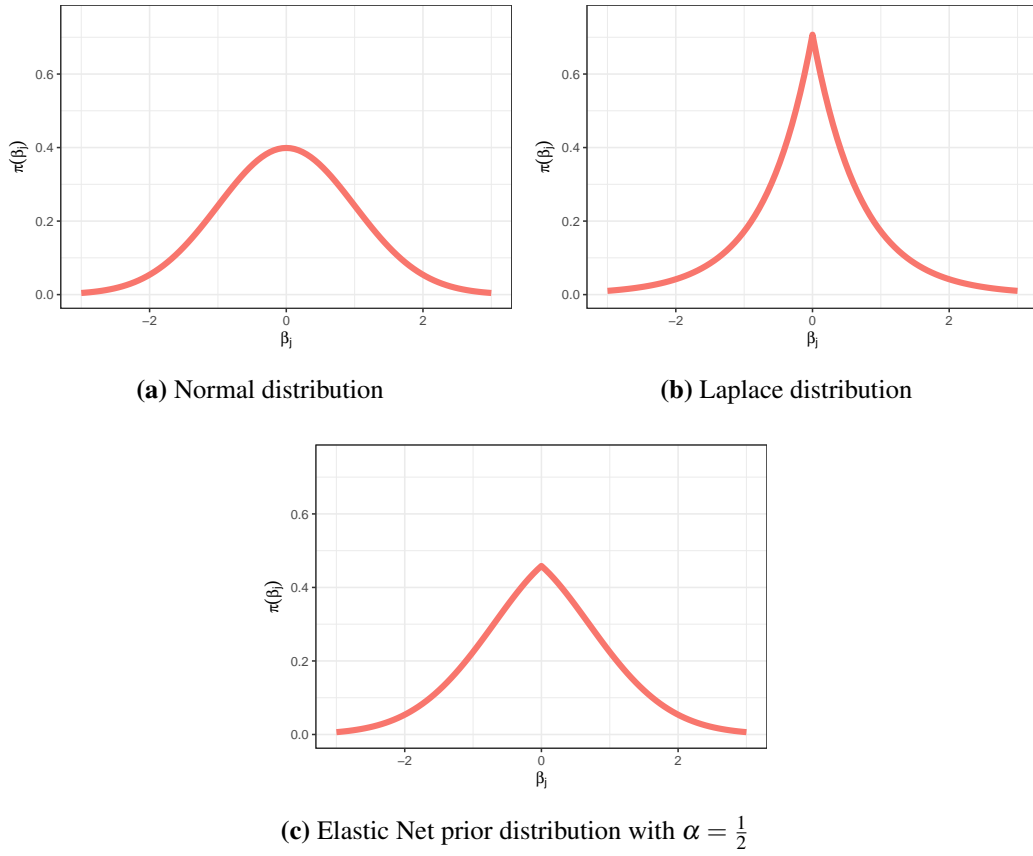 π(βj)
0.6
0.4
0.2
0.0
−2
0
2
βj
(a) Normal distribution
π(βj)
0.6
0.4
0.2
0.0
−2
0
2
βj
(b) Laplace distribution
π(βj)
0.6
0.4
0.2
0.0
−2
0
2
βj
(c) Elastic Net prior distribution with α = 1/2